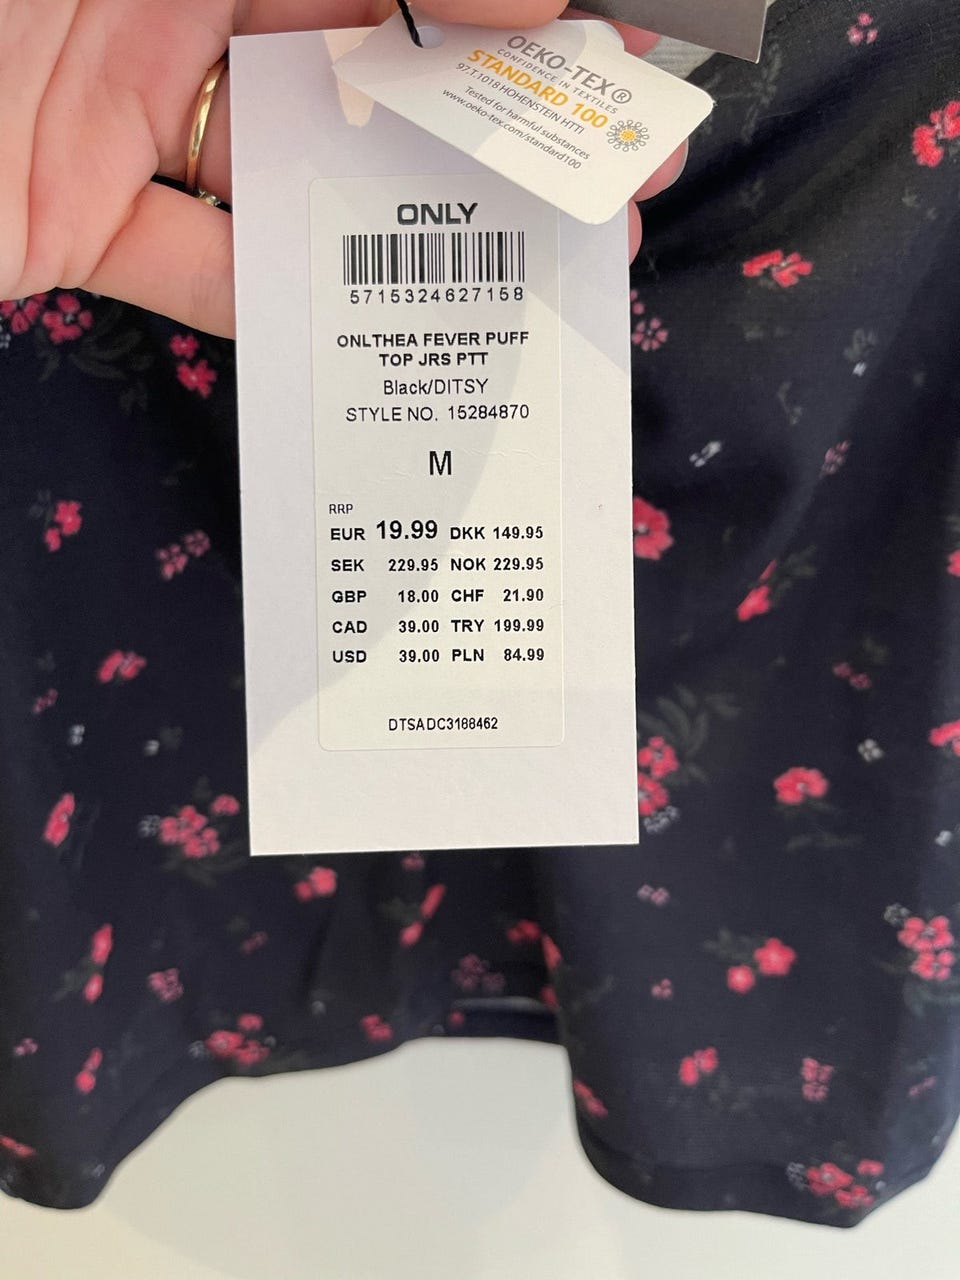 OEKO-TEX®
CONFIDENCE IN TEXTILES
STANDARD 100
97.T.1018 HOHENSTEIN HTTI
Tested for harmful substances
www.oeko-tex.com/standard100
ONLY
5715324627158
ONLTHEA FEVER PUFF
TOP JRS PTT
Black/DITSY
STYLE NO. 15284870
M
RRP
EUR 19.99 DKK 149.95
SEK 229.95 NOK 229.95
GBP 18.00 CHF 21.90
CAD 39.00 TRY 199.99
USD 39.00 PLN 84.99
DTSADC3188462